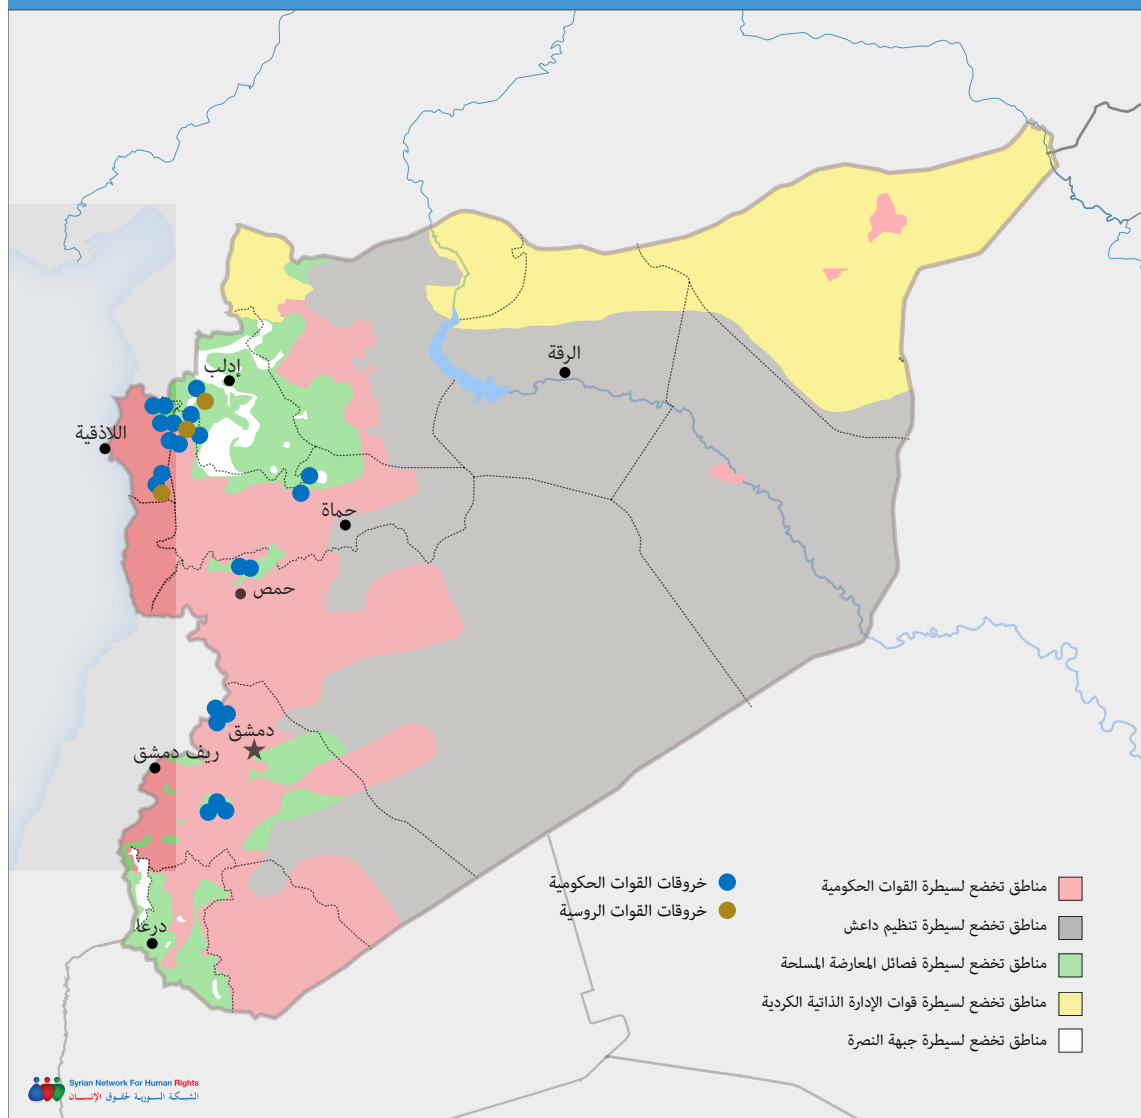 الرقة
إدلب
اللاذقية
حماة
حمص
دمشق
ريف دمشق
درعا
خروقات القوات الحكومية
خروقات القوات الروسية
مناطق تخضع لسيطرة القوات الحكومية
مناطق تخضع لسيطرة تنظيم داعش
مناطق تخضع لسيطرة فصائل المعارضة المسلحة
مناطق تخضع لسيطرة قوات الإدارة الذاتية الكردية
مناطق تخضع لسيطرة جبهة النصرة
Syrian Network For Human Rights
الشبكة السورية لحقوق الإنسان